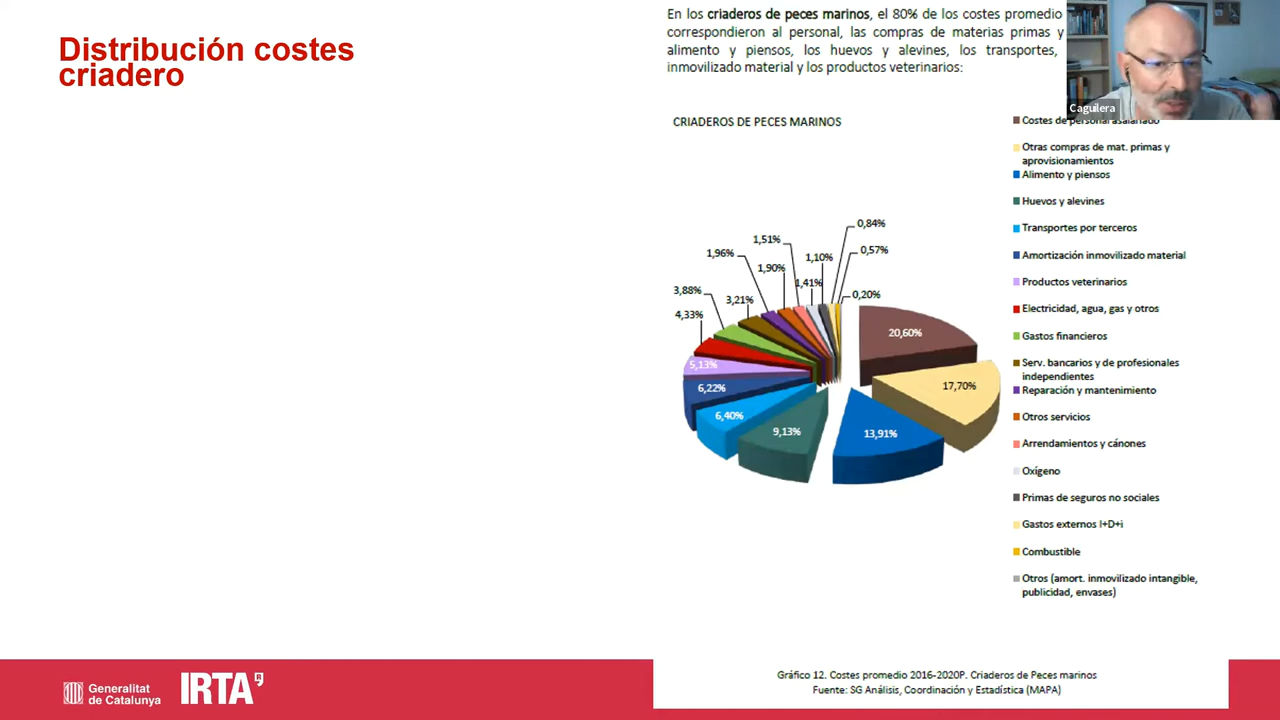 Distribución costes
criadero
En los criaderos de peces marinos, el 80% de los costes promedio
correspondieron al personal, las compras de materias primas y
alimento y piensos, los huevos y alevines, los transportes,
inmovilizado material y los productos veterinarios:
Caguilera
CRIADEROS DE PECES MARINOS
Costes de personal asalariado
Otras compras de mat. primas y
aprovisionamientos
Alimento y piensos
Huevos y alevines
Transportes por terceros
Amortización inmovilizado material
Productos veterinarios
Electricidad, agua, gas y otros
Gastos financieros
Serv. bancarios y de profesionales
independientes
Reparación y mantenimiento
Otros servicios
Arrendamientos y cánones
Oxígeno
Primas de seguros no sociales
Gastos externos I+D+i
Combustible
Otros (amort. inmovilizado intangible,
publicidad, envases)
0,84%
1,51%
1,96%
0,57%
1,10%
1,90%
1,41%
3,88%
3,21%
0,20%
4,33%
20,60%
5,13%
6,22%
17,70%
6,40%
9,13%
13,91%
Gráfico 12. Costes promedio 2016-2020P. Criaderos de Peces marinos
Fuente: SG Análisis, Coordinación y Estadística (MAPA)
Generalitat
de Catalunya
IRTA